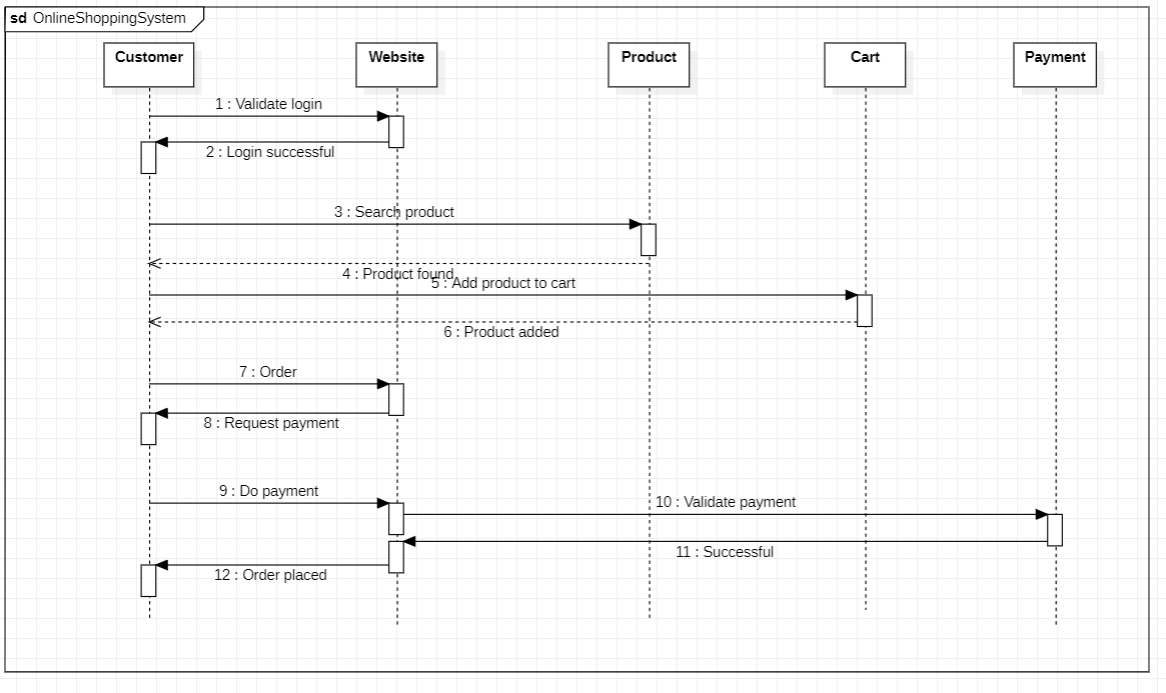 sd OnlineShoppingSystem
Customer Website Product Cart Payment
1 : Validate login
2 : Login successful
3 : Search product
4 : Product found
5 : Add product to cart
6 : Product added
7 : Order
8 : Request payment
9 : Do payment
10 : Validate payment
11 : Successful
12 : Order placed